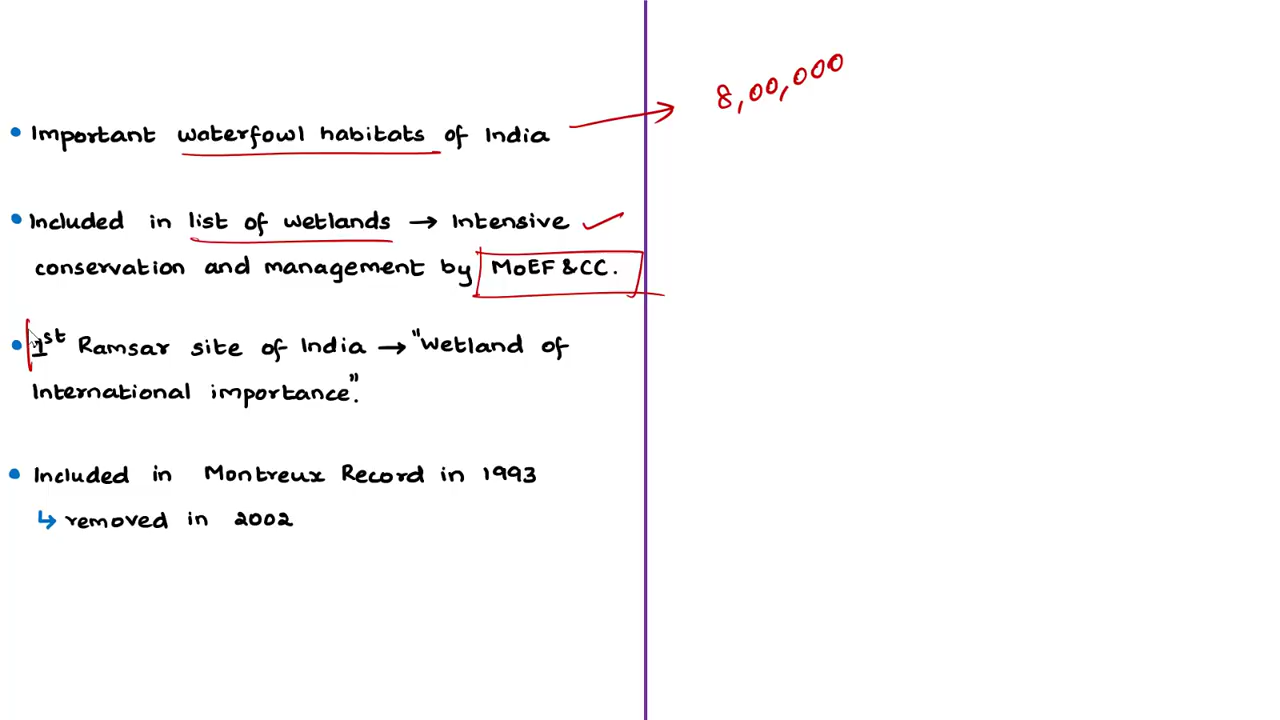 • Important waterfowl habitats of India → 8,00,000
• Included in list of wetlands → Intensive ✓
conservation and management by MoEF&CC.
• 1st Ramsar site of India → "Wetland of
International importance".
• Included in Montreux Record in 1993
↳ removed in 2002